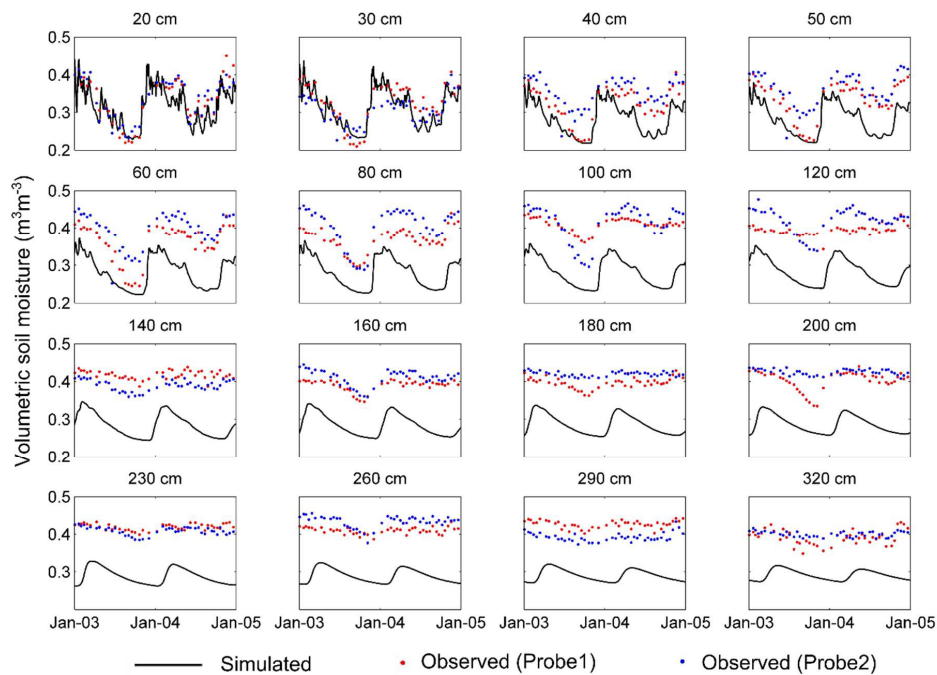 20 cm 30 cm 40 cm 50 cm
0.5
0.4
0.3
0.2
60 cm 80 cm 100 cm 120 cm
0.5
0.4
0.3
0.2
140 cm 160 cm 180 cm 200 cm
0.5
0.4
0.3
0.2
230 cm 260 cm 290 cm 320 cm
0.5
0.4
0.3
Volumetric soil moisture (m³m⁻³)
Jan-03 Jan-04 Jan-05 Jan-03 Jan-04 Jan-05 Jan-03 Jan-04 Jan-05 Jan-03 Jan-04 Jan-05
Simulated Observed (Probe1) Observed (Probe2)